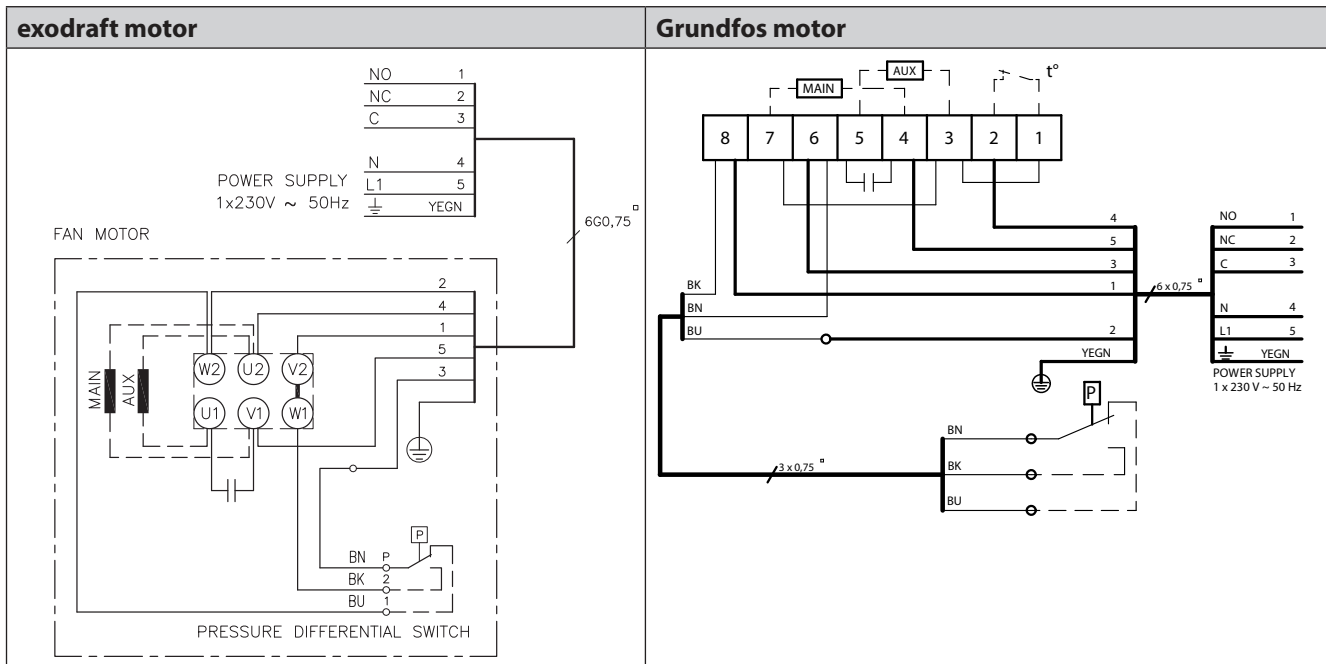 exodraft motor
NO 1
NC 2
C 3
N 4
POWER SUPPLY L1 5
1x230V ~ 50Hz YEGN
6G0,75
FAN MOTOR
2
4
1
5
3
MAIN
AUX
W2 U2 V2
U1 V1 W1
P
BN P
BK 2
BU 1
PRESSURE DIFFERENTIAL SWITCH
Grundfos motor
AUX t°
MAIN
8 7 6 5 4 3 2 1
4
5
3
1
2
YEGN
6 x 0,75
NO 1
NC 2
C 3
N 4
L1 5
YEGN
POWER SUPPLY
1 x 230 V ~ 50 Hz
BK
BN
BU
3 x 0,75
P
BN
BK
BU